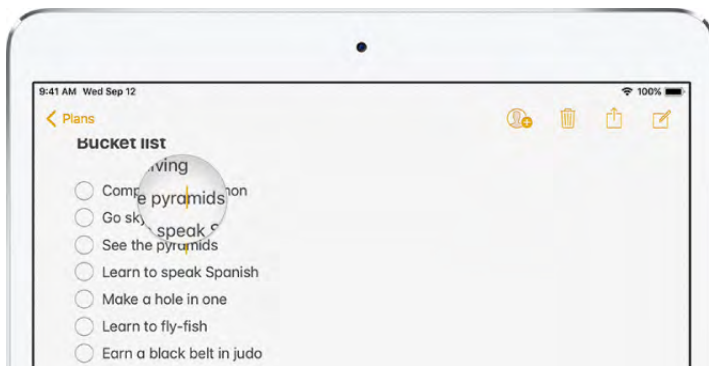 9:41 AM Wed Sep 12
100%
Plans
Bucket list
iving
e pyramids
speak S
Comp non
Go sky
See the pyramids
Learn to speak Spanish
Make a hole in one
Learn to fly-fish
Earn a black belt in judo